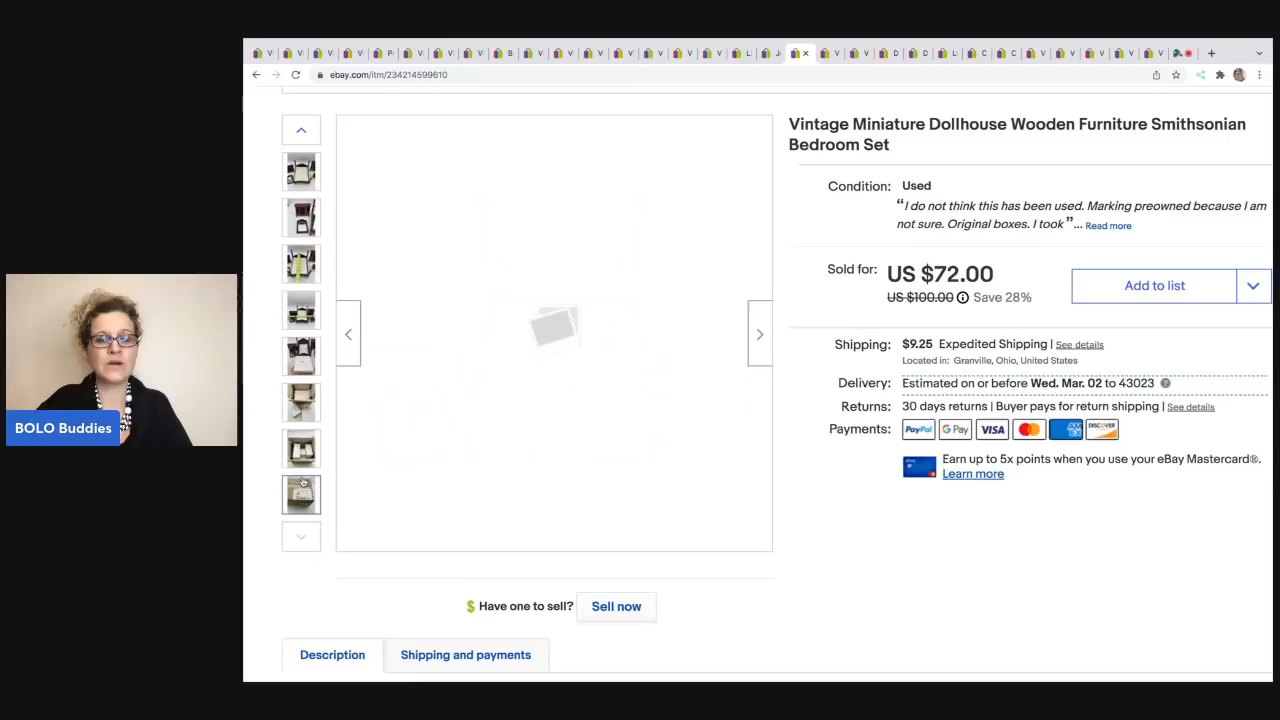 V
V
V
V
P
V
V
V
B
V
V
V
V
V
V
V
L
J
V
V
D
D
L
C
C
V
V
V
V
V
ebay.com/itm/234214599610
Vintage Miniature Dollhouse Wooden Furniture Smithsonian
Bedroom Set
Condition: Used
“I do not think this has been used. Marking preowned because I am
not sure. Original boxes. I took”... Read more
Sold for: US $72.00
US $100.00 Save 28%
Add to list
Shipping: $9.25 Expedited Shipping | See details
Located in: Granville, Ohio, United States
Delivery: Estimated on or before Wed. Mar. 02 to 43023
Returns: 30 days returns | Buyer pays for return shipping | See details
Payments: PayPal G Pay VISA AM EX DISCOVER
Earn up to 5x points when you use your eBay Mastercard®.
Learn more
$ Have one to sell? Sell now
Description Shipping and payments
BOLO Buddies